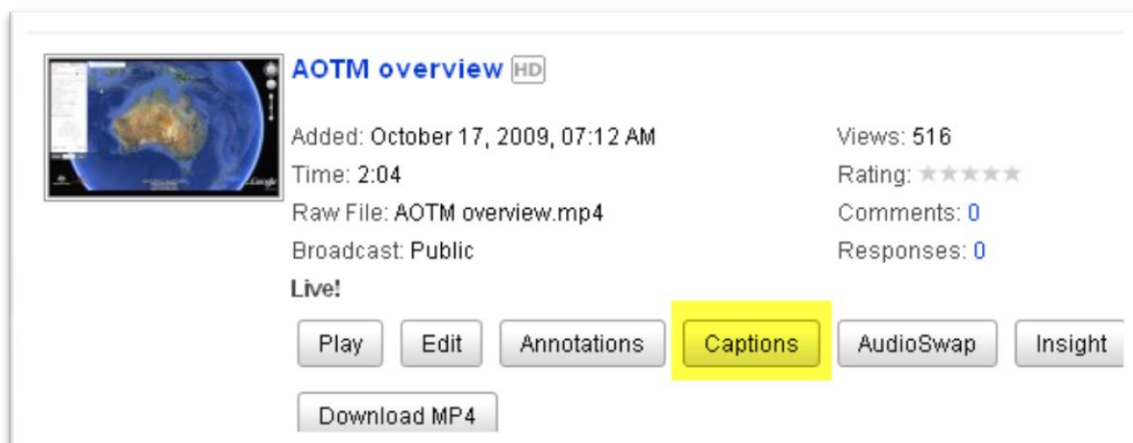 AOTM overview HD
Added: October 17, 2009, 07:12 AM
Views: 516
Time: 2:04
Rating:
Raw File: AOTM overview.mp4
Comments: 0
Broadcast: Public
Responses: 0
Live!
Play
Edit
Annotations
Captions
AudioSwap
Insight
Download MP4
Google